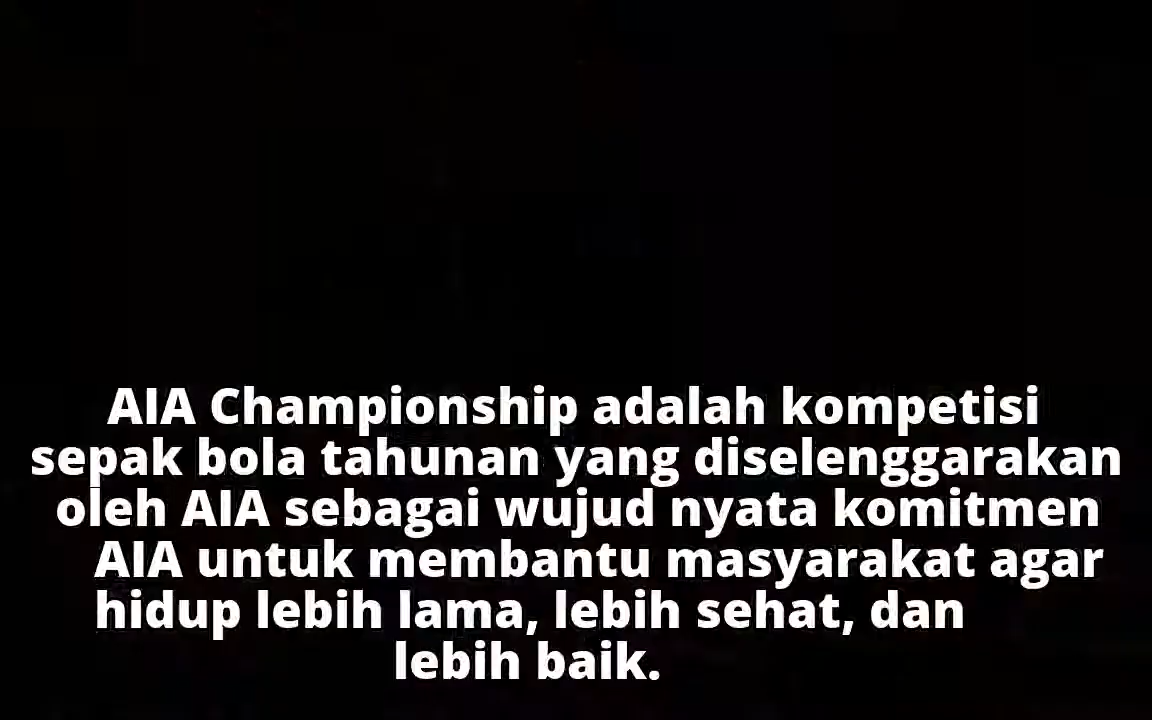 AIA Championship adalah kompetisi
sepak bola tahunan yang diselenggarakan
oleh AIA sebagai wujud nyata komitmen
AIA untuk membantu masyarakat agar
hidup lebih lama, lebih sehat, dan
lebih baik.